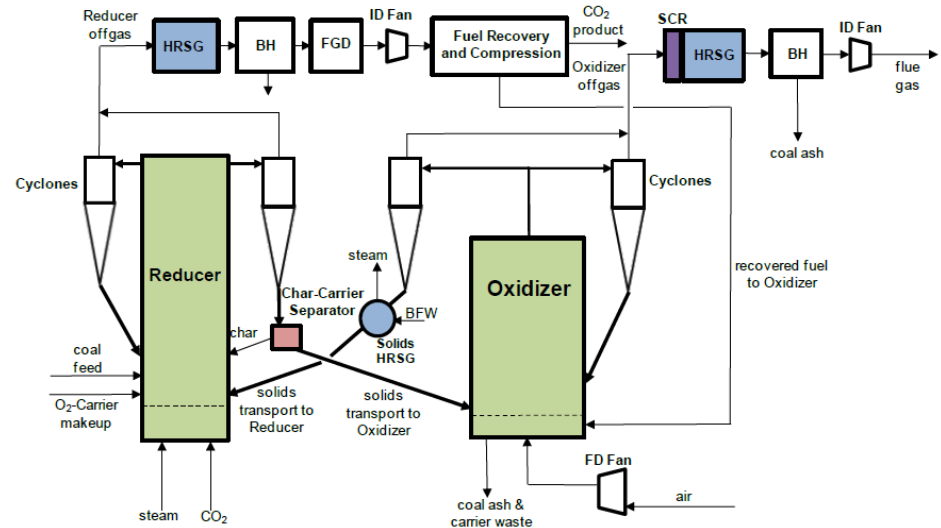 Reducer
offgas
HRSG
BH
FGD
ID Fan
Fuel Recovery
and Compression
CO2
product
Oxidizer
offgas
SCR
HRSG
BH
ID Fan
flue
gas
coal ash
Cyclones
Reducer
steam
Char-Carrier
Separator
BFW
Solids
HRSG
char
Oxidizer
Cyclones
recovered fuel
to Oxidizer
coal
feed
O2-Carrier
makeup
solids
transport to
Reducer
solids
transport to
Oxidizer
FD Fan
air
steam
CO2
coal ash &
carrier waste